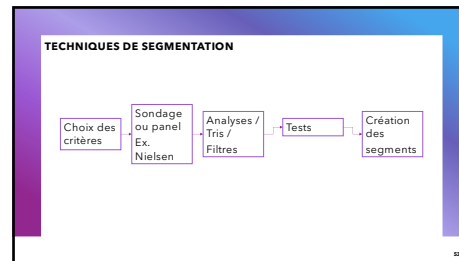 TECHNIQUES DE SEGMENTATION
Choix des
critères
Sondage
ou panel
Ex.
Nielsen
Analyses /
Tris /
Filtres
Tests
Création
des
segments